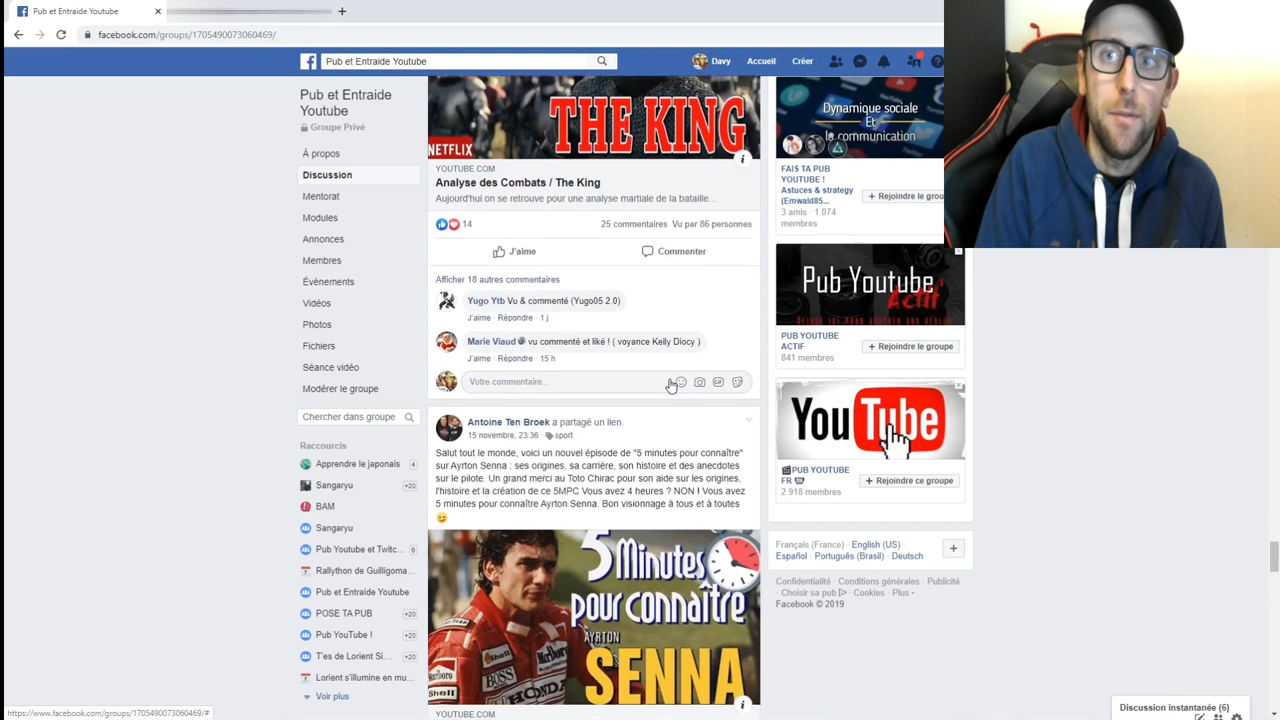 Pub et Entraide Youtube
facebook.com/groups/1705490073060469/
Pub et Entraide Youtube
Davy
Accueil
Créer
Pub et Entraide
Youtube
Groupe Privé
À propos
Discussion
Mentorat
Modules
Annonces
Membres
Évènements
Vidéos
Photos
Fichiers
Séance vidéo
Modérer le groupe
Chercher dans groupe
Raccourcis
Apprendre le japonais 4
Sangaryu +20
BAM
Sangaryu
Pub Youtube et Twitc... 6
Rallython de Guilligoma...
Pub et Entraide Youtube
POSE TA PUB +20
Pub YouTube ! +20
T'es de Lorient Si... +20
Lorient s'illumine en mu...
Voir plus
THE KING
NETFLIX
YOUTUBE.COM
Analyse des Combats / The King
Aujourd'hui on se retrouve pour une analyse martiale de la bataille...
14
25 commentaires Vu par 86 personnes
J'aime
Commenter
Afficher 18 autres commentaires
Yugo Ytb Vu & commenté (Yugo05 2.0)
J'aime · Répondre · 1 j
Marie Viaud vu commenté et liké ! ( voyance Kelly Diocy )
J'aime · Répondre · 15 h
Votre commentaire...
Antoine Ten Broek a partagé un lien.
15 novembre, 23:36 · sport
Salut tout le monde, voici un nouvel épisode de "5 minutes pour connaître"
sur Ayrton Senna : ses origines, sa carrière, son histoire et des anecdotes
sur le pilote. Un grand merci au Toto Chirac pour son aide sur les origines,
l'histoire et la création de ce 5MPC Vous avez 4 heures ? NON ! Vous avez
5 minutes pour connaître Ayrton Senna. Bon visionnage à tous et à toutes
5 Minutes
pour connaître
AYRTON
SENNA
Shell
BOSS
Marlboro
HONDA
Marlboro
Shell
YOUTUBE.COM
Dynamique sociale
Et
la communication
FAIS TA PUB
YOUTUBE !
Astuces & strategy
(Emwald85...
3 amis · 1 074
membres
+ Rejoindre le grou
Pub Youtube
Actif
PUB YOUTUBE
ACTIF
841 membres
+ Rejoindre le groupe
YouTube
PUB YOUTUBE
FR
2 918 membres
+ Rejoindre ce groupe
Français (France) · English (US) ·
Español · Português (Brasil) · Deutsch
Confidentialité · Conditions générales · Publicité
· Choisir sa pub · Cookies · Plus
Facebook © 2019
Discussion instantanée (6)
https://www.facebook.com/groups/1705490073060469/#